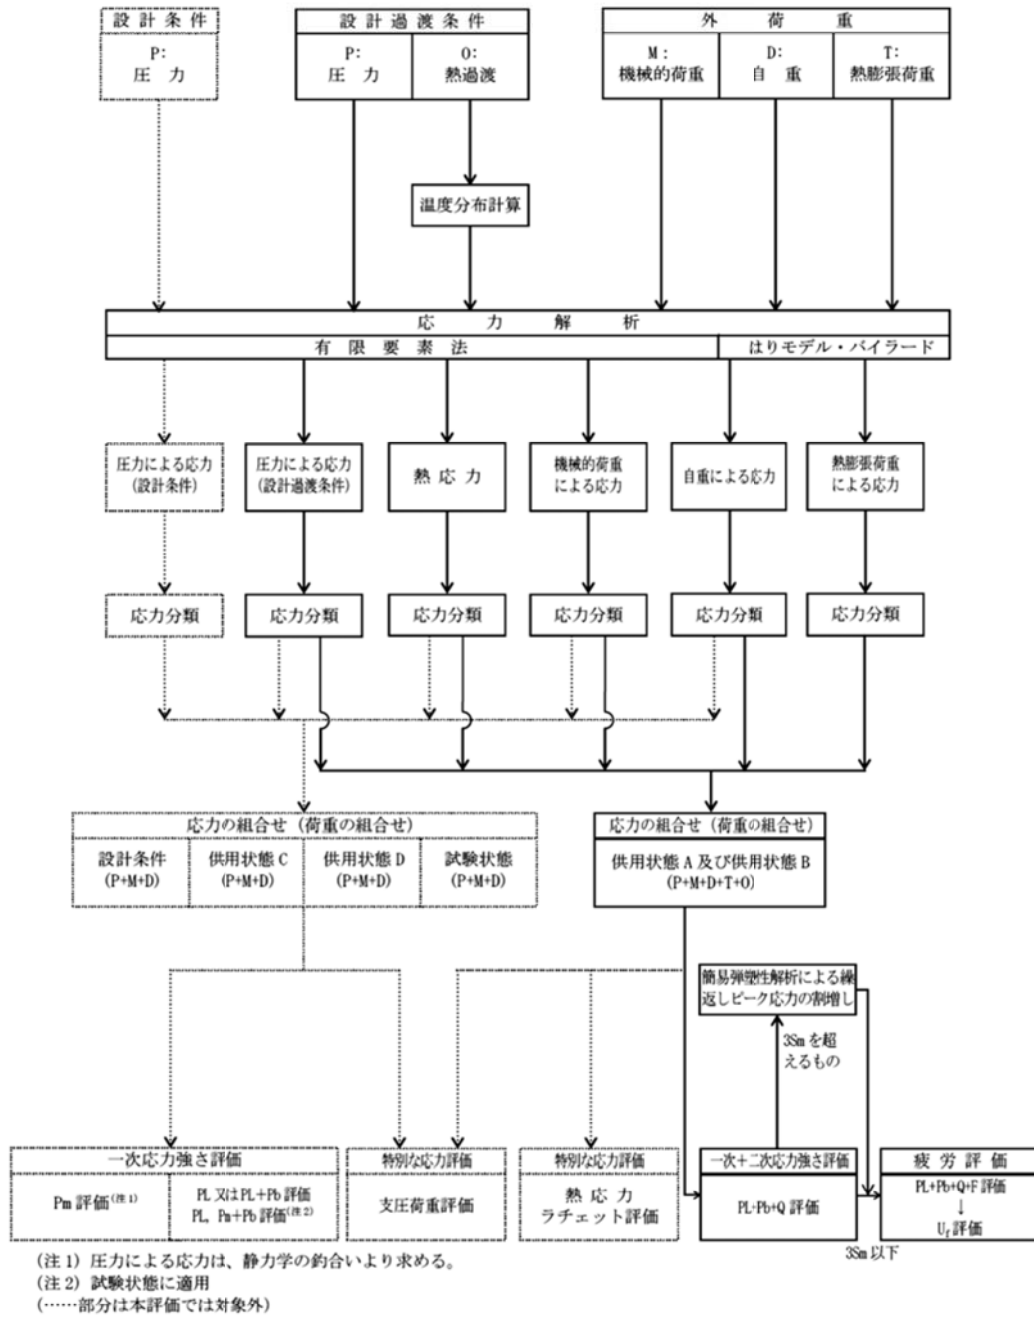 設計条件
P:
圧力
設計過渡条件
P:
圧力
O:
熱過渡
外荷重
M:
機械的荷重
D:
自重
T:
熱膨張荷重
温度分布計算
応力解析
有限要素法
はりモデル・バイラード
圧力による応力
(設計条件)
圧力による応力
(設計過渡条件)
熱応力
機械的荷重
による応力
自重による応力
熱膨張荷重
による応力
応力分類
応力分類
応力分類
応力分類
応力分類
応力分類
応力の組合せ(荷重の組合せ)
設計条件
(P+M+D)
供用状態C
(P+M+D)
供用状態D
(P+M+D)
試験状態
(P+M+D)
応力の組合せ(荷重の組合せ)
供用状態A及び供用状態B
(P+M+D+T+O)
簡易弾塑性解析による繰
返しピーク応力の割増し
3Smを超
えるもの
一次応力強さ評価
Pm評価(注1)
PL又はPL+Pb評価
PL,Pm+Pb評価(注2)
特別な応力評価
支圧荷重評価
特別な応力評価
熱応力
ラチェット評価
一次+二次応力強さ評価
PL+Pb+Q評価
3Sm以下
疲労評価
PL+Pb+Q+F評価
↓
Uf評価
(注1)圧力による応力は、静力学の釣合いより求める。
(注2)試験状態に適用
(……部分は本評価では対象外)